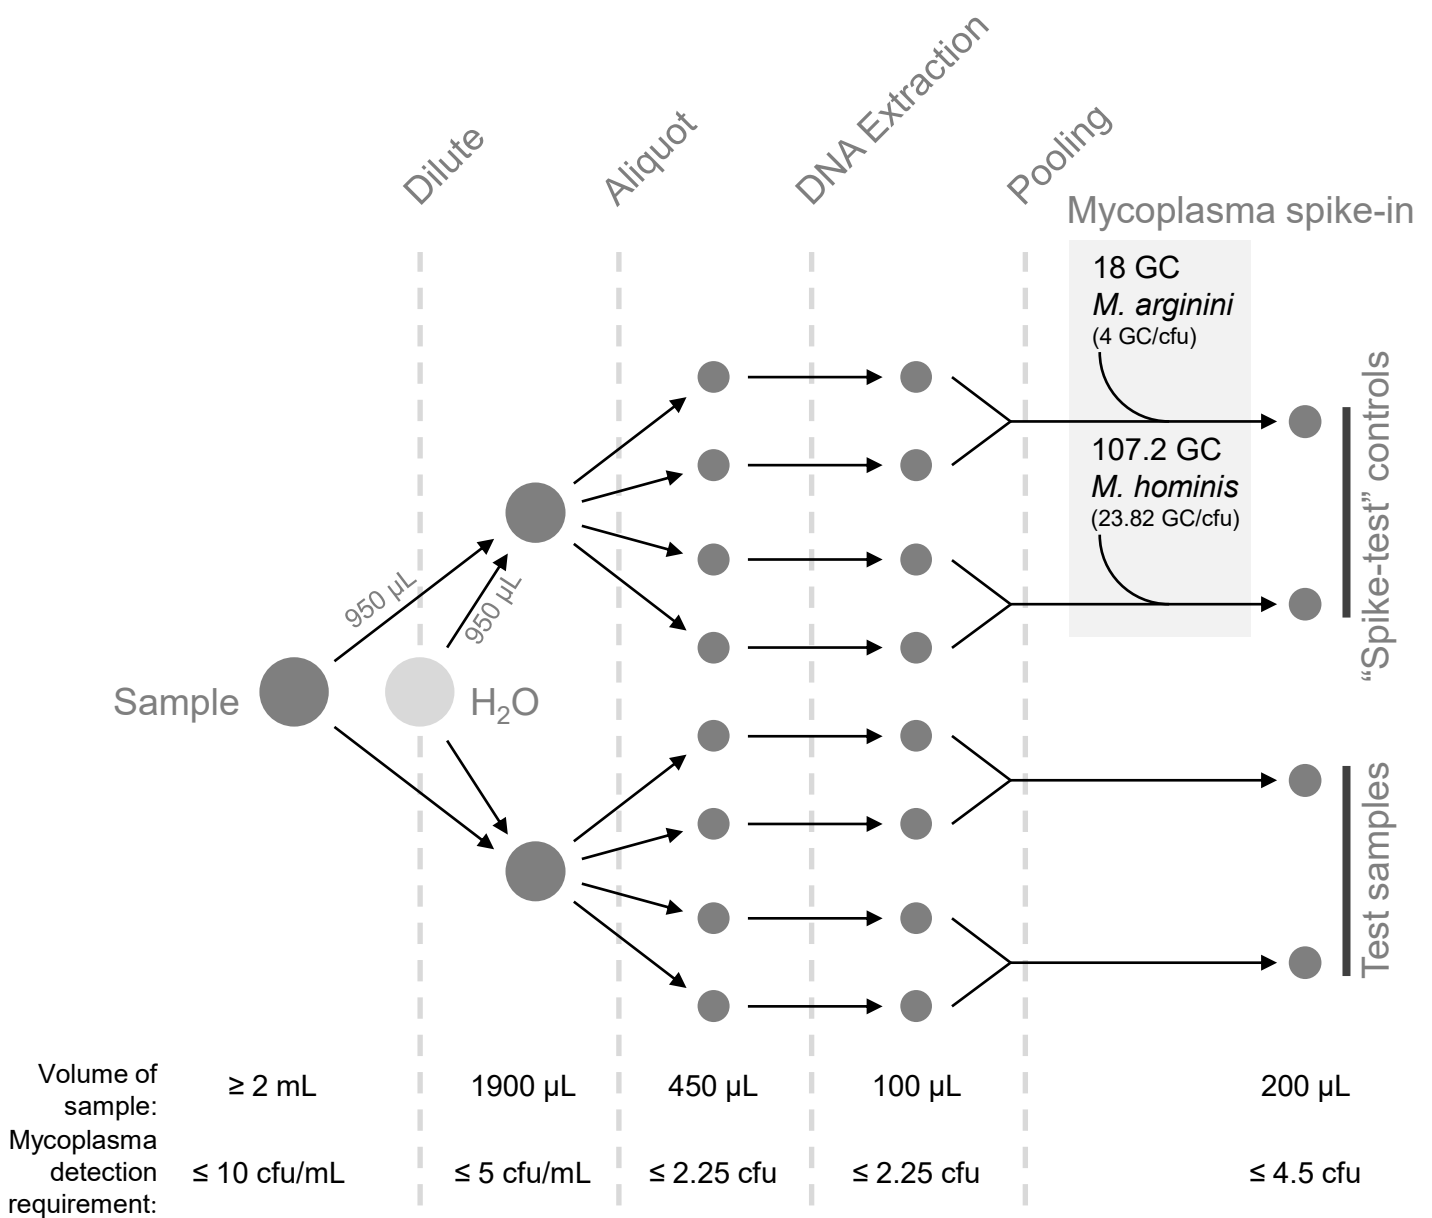 Dilute
Aliquot
DNA Extraction
Pooling
Mycoplasma spike-in
18 GC
M. arginini
(4 GC/cfu)
107.2 GC
M. hominis
(23.82 GC/cfu)
950 µL
950 µL
Sample
H₂O
“Spike-test” controls
Test samples
Volume of
sample:
≥ 2 mL
1900 µL
450 µL
100 µL
200 µL
Mycoplasma
detection
requirement:
≤ 10 cfu/mL
≤ 5 cfu/mL
≤ 2.25 cfu
≤ 2.25 cfu
≤ 4.5 cfu